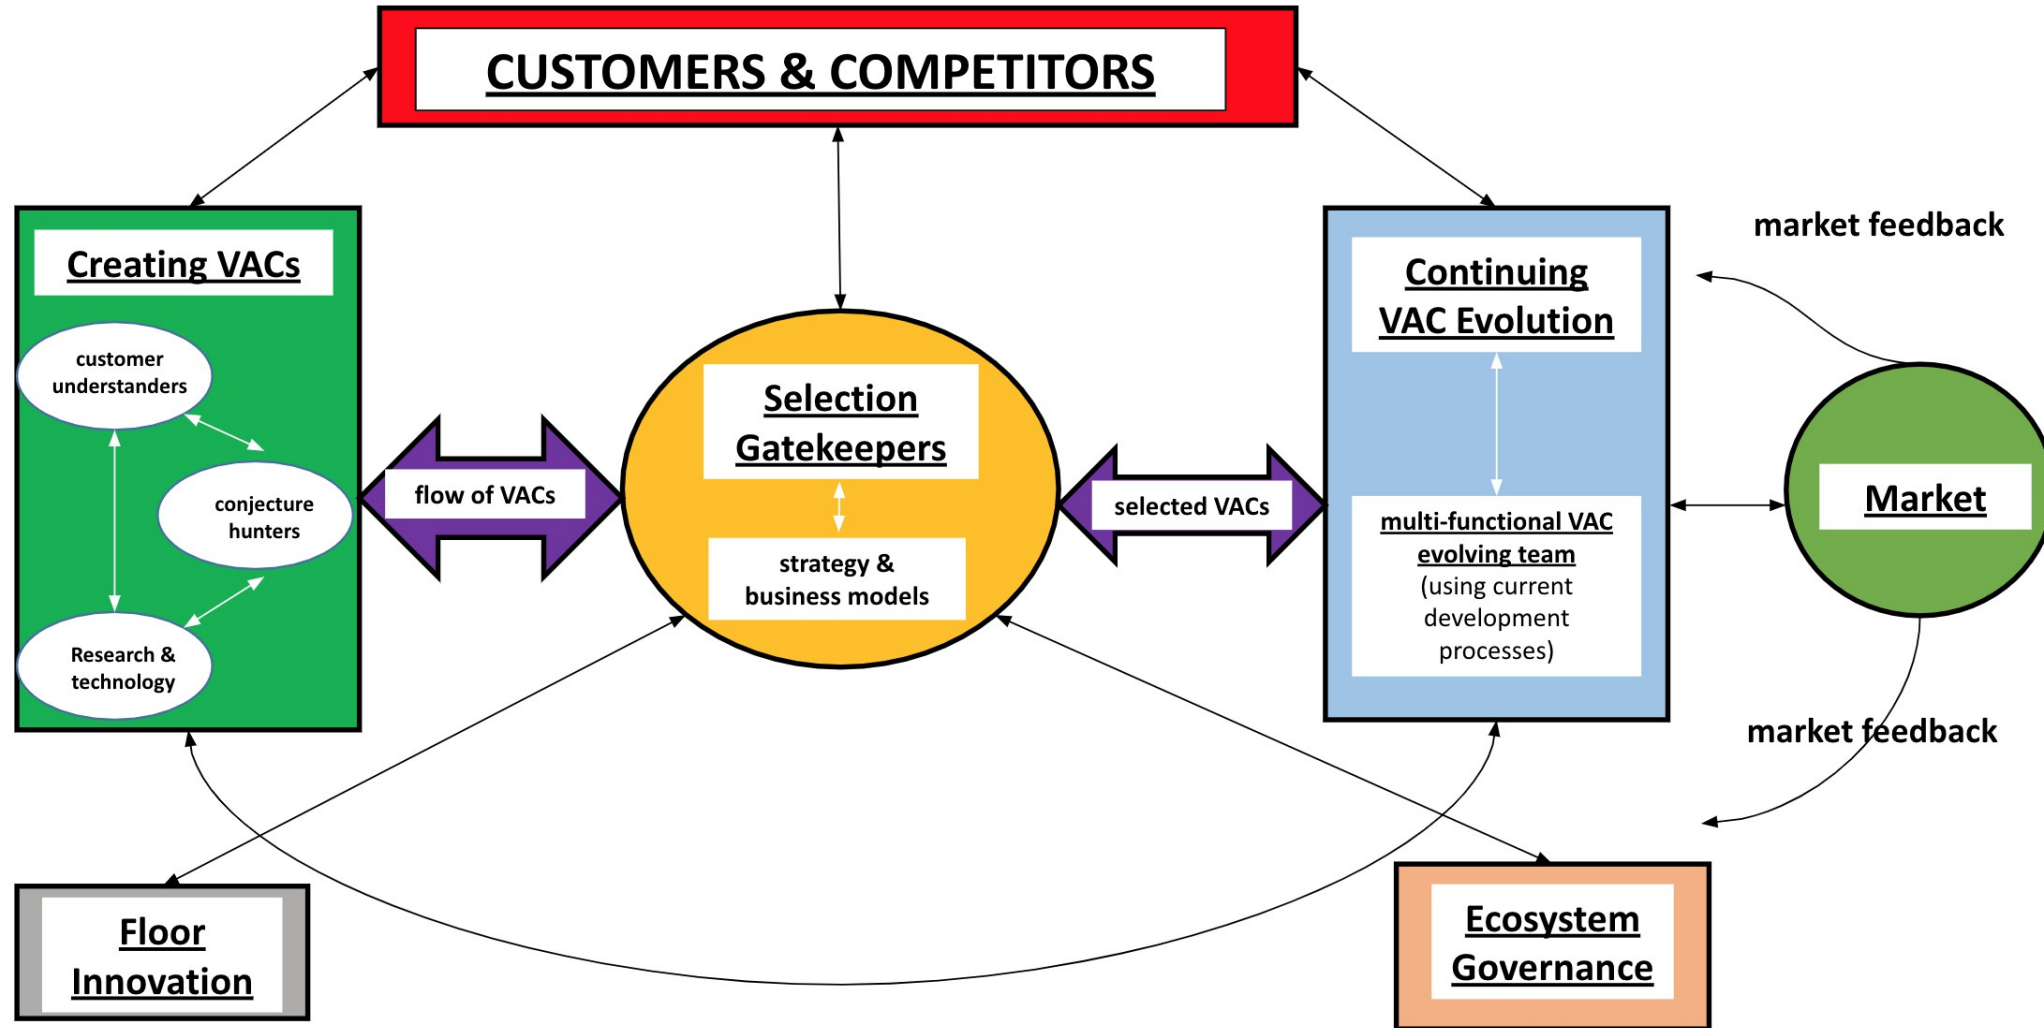 CUSTOMERS & COMPETITORS
Creating VACs
customer
understanders
conjecture
hunters
Research &
technology
flow of VACs
Selection
Gatekeepers
strategy &
business models
selected VACs
Continuing
VAC Evolution
multi-functional VAC
evolving team
(using current
development
processes)
market feedback
Market
market feedback
Floor
Innovation
Ecosystem
Governance